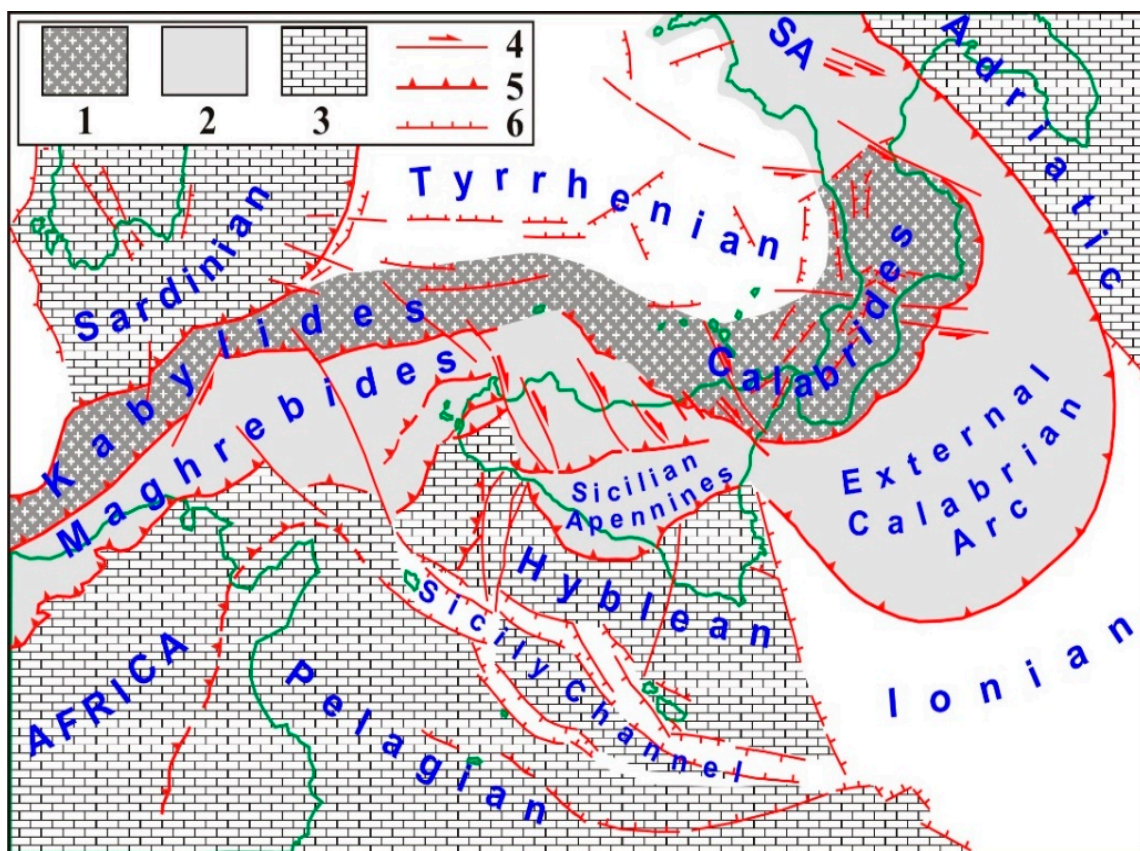 1
2
3
4
5
6
SA
Adriatic
Tyrrhenian
Sardinian
Kabylides
Calabrides
Maghrebides
External
Calabrian
Arc
Sicilian
Apennines
Hyblean
Sicily Channel
Ionian
AFRICA
Pelagian